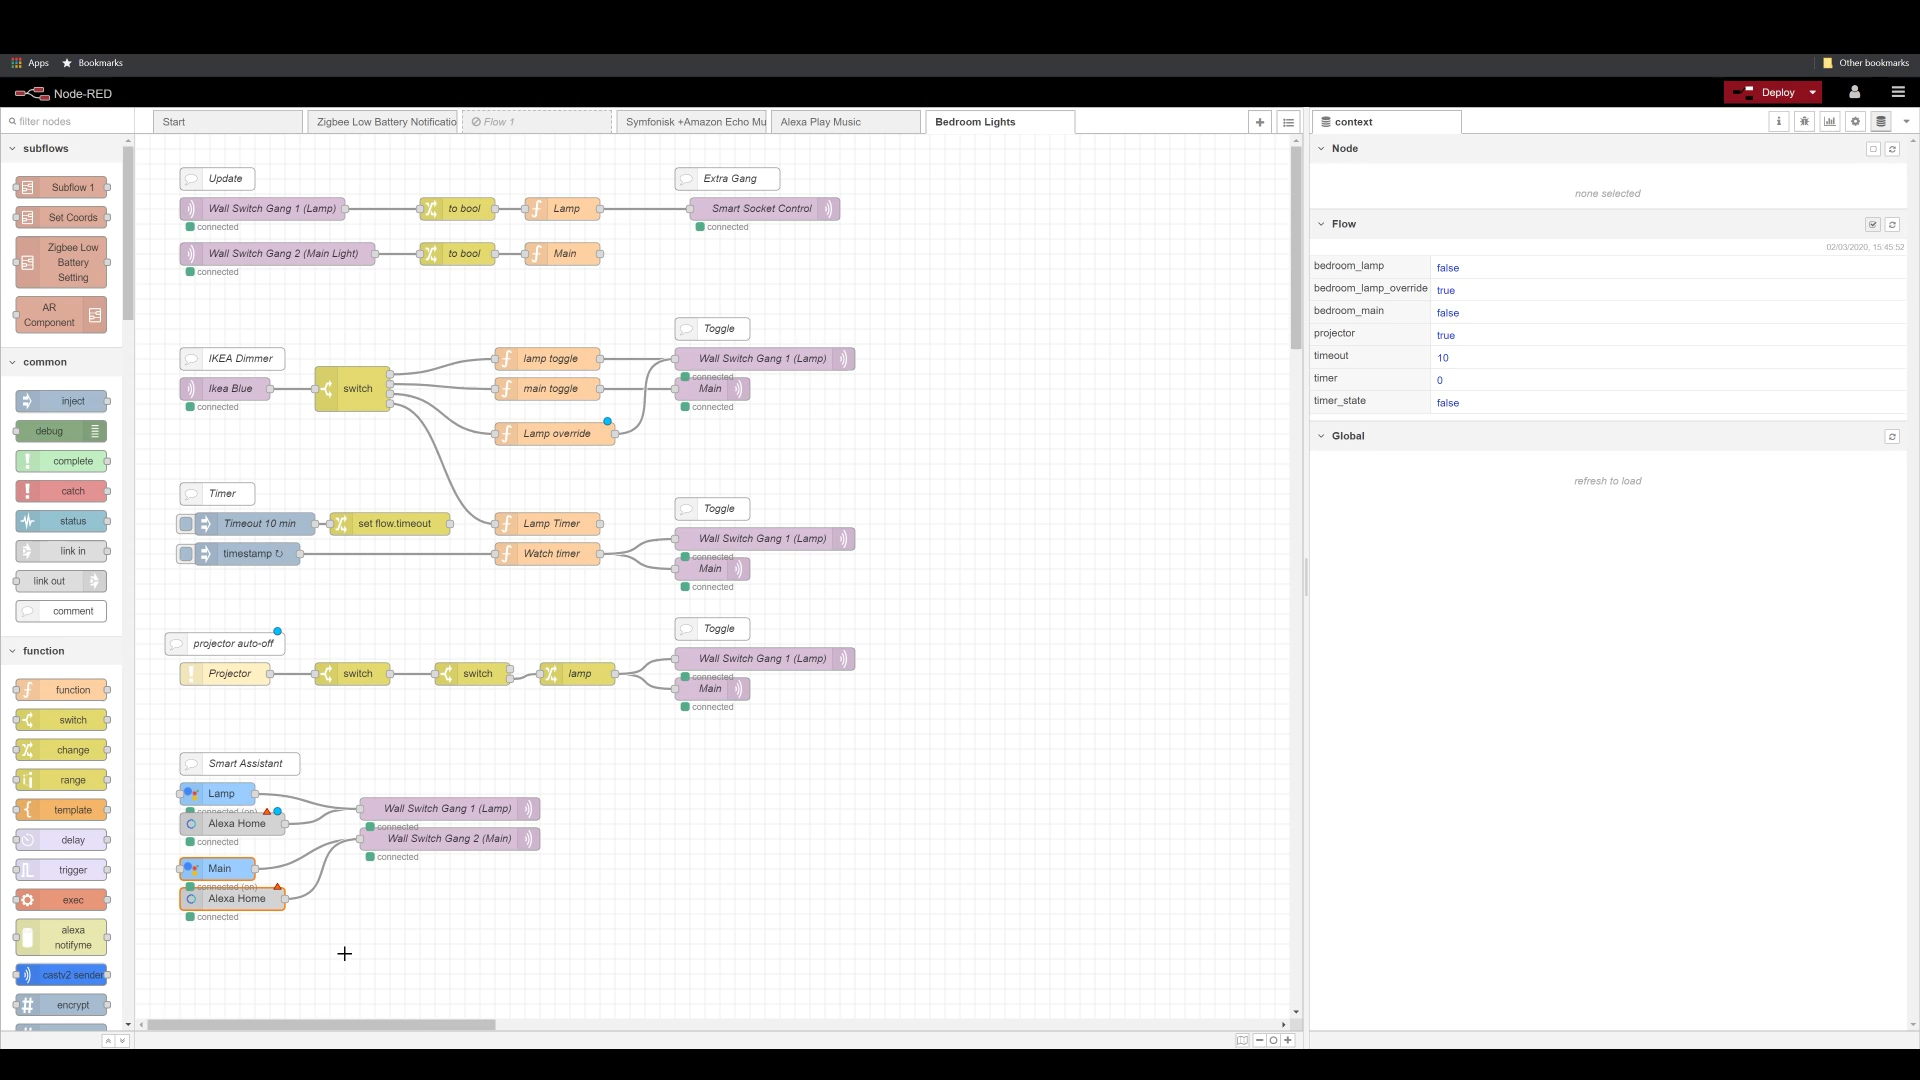 Apps Bookmarks Other bookmarks
Node-RED Deploy
filter nodes
Start Zigbee Low Battery Notificatio Flow 1 Symfonisk +Amazon Echo Mu Alexa Play Music Bedroom Lights
subflows
Subflow 1
Set Coords
Zigbee Low
Battery
Setting
AR
Component
common
inject
debug
complete
catch
status
link in
link out
comment
function
function
switch
change
range
template
delay
trigger
exec
alexa
notifyme
castv2 sender
encrypt
Update Extra Gang
Wall Switch Gang 1 (Lamp) to bool Lamp Smart Socket Control
connected connected
Wall Switch Gang 2 (Main Light) to bool Main
connected
Toggle
IKEA Dimmer lamp toggle Wall Switch Gang 1 (Lamp)
connected
Ikea Blue switch main toggle Main
connected connected
Lamp override
Timer Toggle
Timeout 10 min set flow.timeout Lamp Timer Wall Switch Gang 1 (Lamp)
connected
timestamp ↻ Watch timer Main
connected
projector auto-off Toggle
Wall Switch Gang 1 (Lamp)
Projector switch switch lamp connected
Main
connected
Smart Assistant
Lamp Wall Switch Gang 1 (Lamp)
connected (on)
Alexa Home connected
connected Wall Switch Gang 2 (Main)
connected
Main
connected (on)
Alexa Home
connected
context
Node
none selected
Flow
02/03/2020, 15:45:52
bedroom_lamp false
bedroom_lamp_override true
bedroom_main false
projector true
timeout 10
timer 0
timer_state false
Global
refresh to load